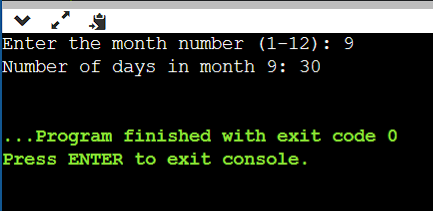 Enter the month number (1-12): 9
Number of days in month 9: 30
...Program finished with exit code 0
Press ENTER to exit console.